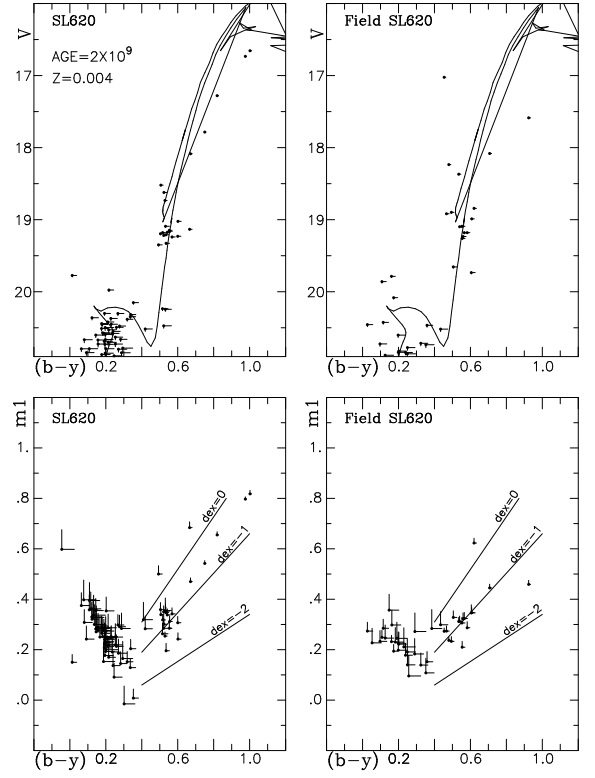 SL620
AGE=2X10⁹
Z=0.004
V
17
18
19
20
(b-y) 0.2 0.6 1.0
Field SL620
V
17
18
19
20
(b-y) 0.2 0.6 1.0
SL620
m1
1.
.8
.6
.4
.2
.0
dex=0
dex=-1
dex=-2
(b-y) 0.2 0.6 1.0
Field SL620
m1
1.
.8
.6
.4
.2
.0
dex=0
dex=-1
dex=-2
(b-y) 0.2 0.6 1.0